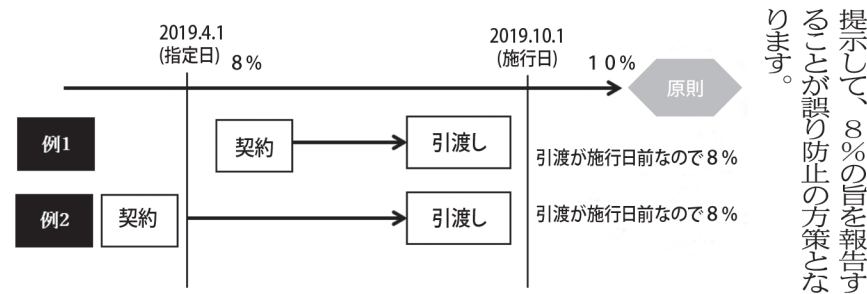 提示して、8%の旨を報告す
ることが誤り防止の方策とな
ります。
2019.4.1
(指定日)
8%
2019.10.1
(施行日)
10%
原則
例1
契約
引渡し
引渡が施行日前なので8%
例2
契約
引渡し
引渡が施行日前なので8%